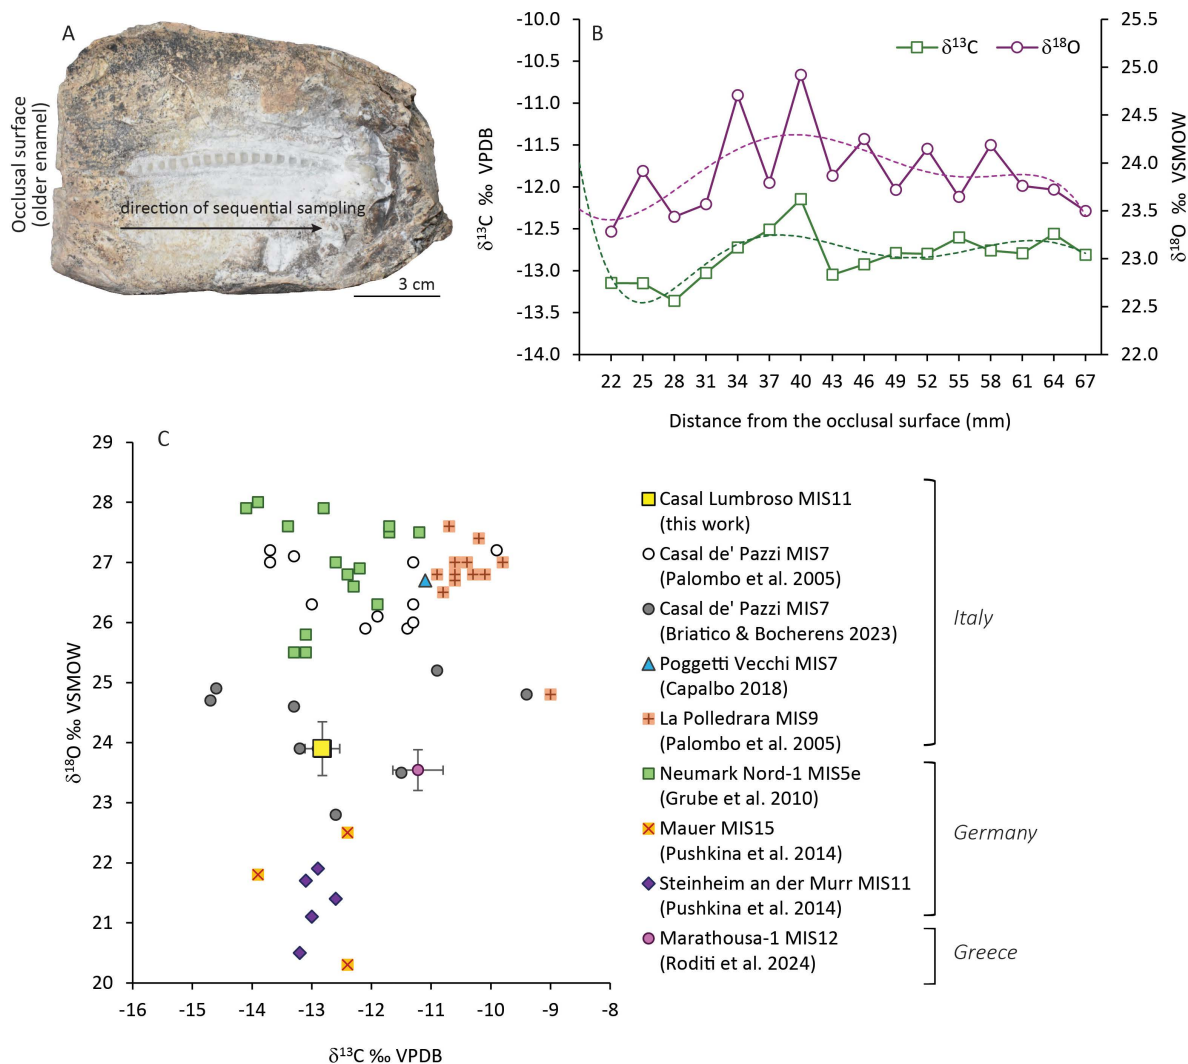 A
Occlusal surface
(older enamel)
direction of sequential sampling
3 cm
B
δ¹³C
δ¹⁸O
-10.0
-10.5
-11.0
-11.5
-12.0
-12.5
-13.0
-13.5
-14.0
δ¹³C ‰ VPDB
25.5
25.0
24.5
24.0
23.5
23.0
22.5
22.0
δ¹⁸O ‰ VSMOW
22 25 28 31 34 37 40 43 46 49 52 55 58 61 64 67
Distance from the occlusal surface (mm)
C
29
28
27
26
25
24
23
22
21
20
δ¹⁸O ‰ VSMOW
-16 -14 -13 -12 -11 -10 -9 -8
δ¹³C ‰ VPDB
Casal Lumbroso MIS11
(this work)
Casal de' Pazzi MIS7
(Palombo et al. 2005)
Casal de' Pazzi MIS7
(Briatico & Bocherens 2023)
Poggetti Vecchi MIS7
(Capalbo 2018)
La Polledrara MIS9
(Palombo et al. 2005)
Neumark Nord-1 MIS5e
(Grube et al. 2010)
Mauer MIS15
(Pushkina et al. 2014)
Steinheim an der Murr MIS11
(Pushkina et al. 2014)
Marathousa-1 MIS12
(Roditi et al. 2024)
Italy
Germany
Greece